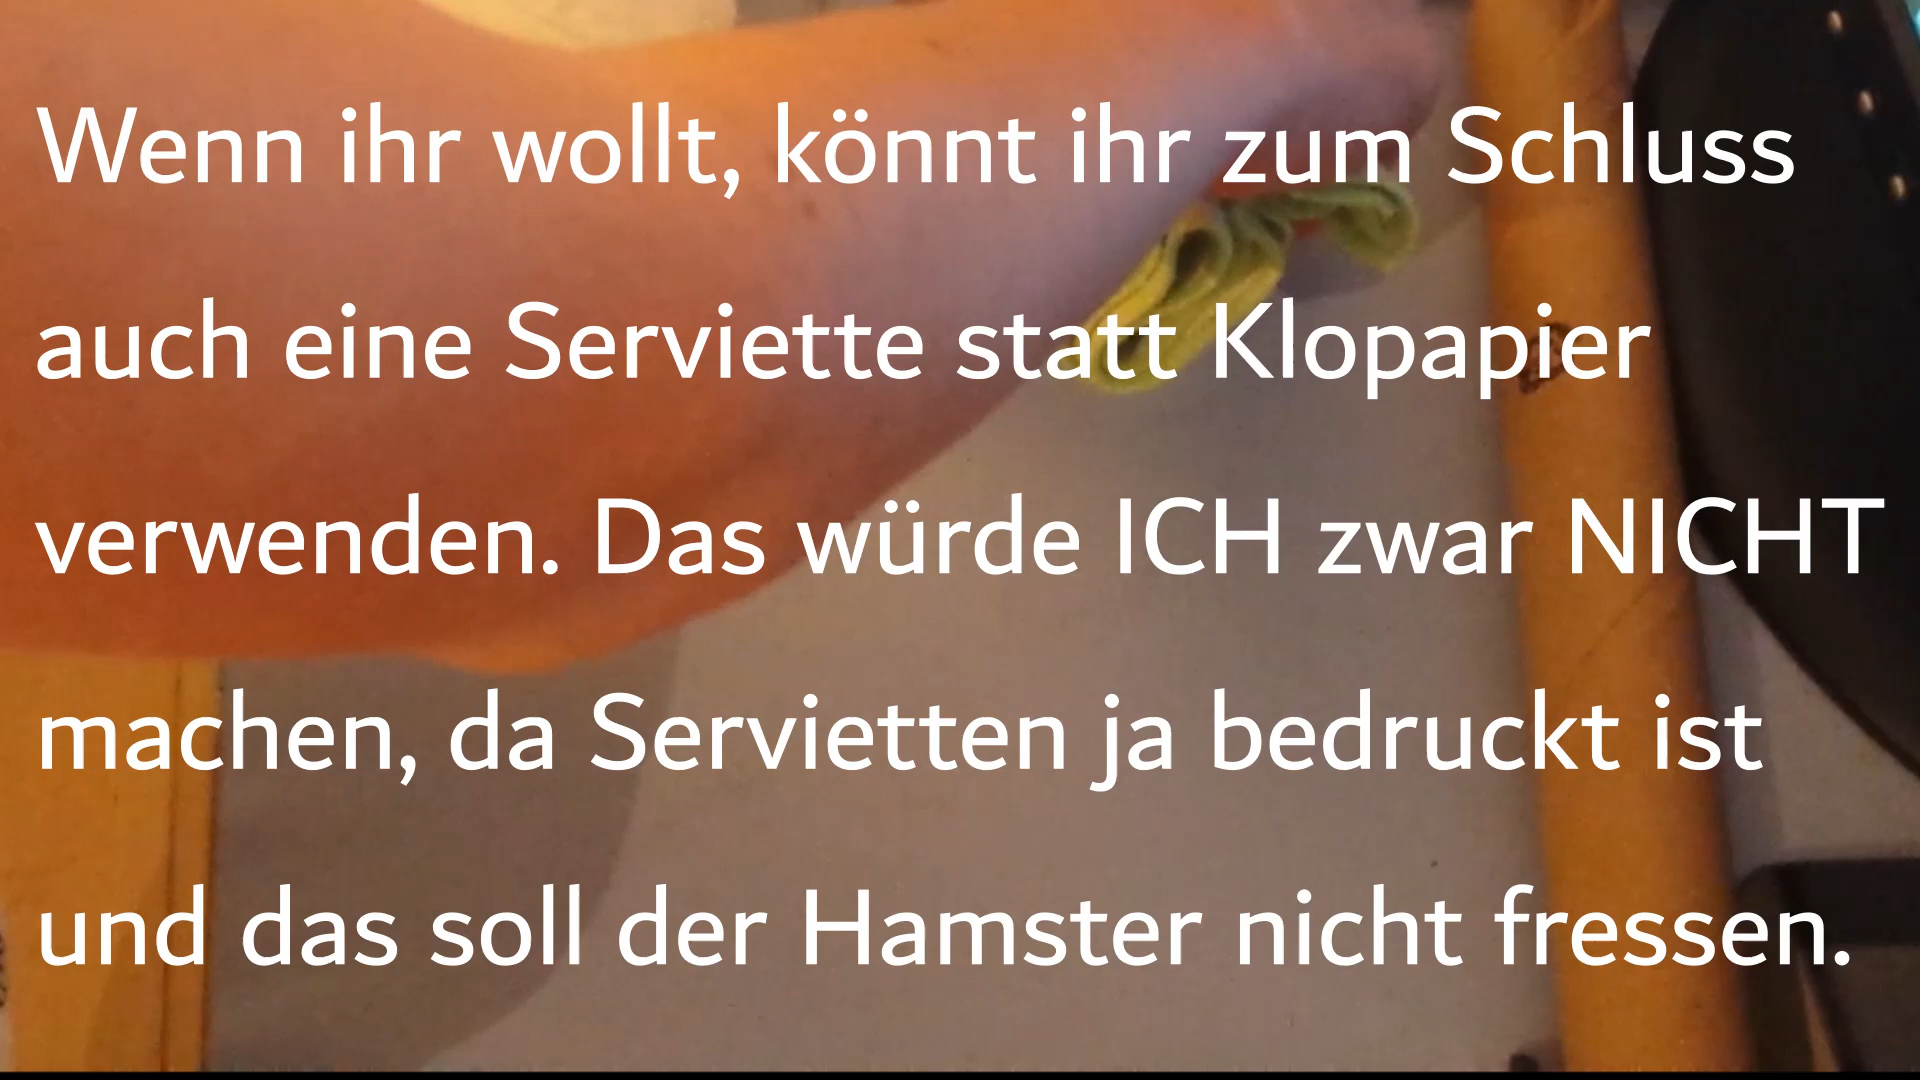 Wenn ihr wollt, könnt ihr zum Schluss
auch eine Serviette statt Klopapier
verwenden. Das würde ICH zwar NICHT
machen, da Servietten ja bedruckt ist
und das soll der Hamster nicht fressen.